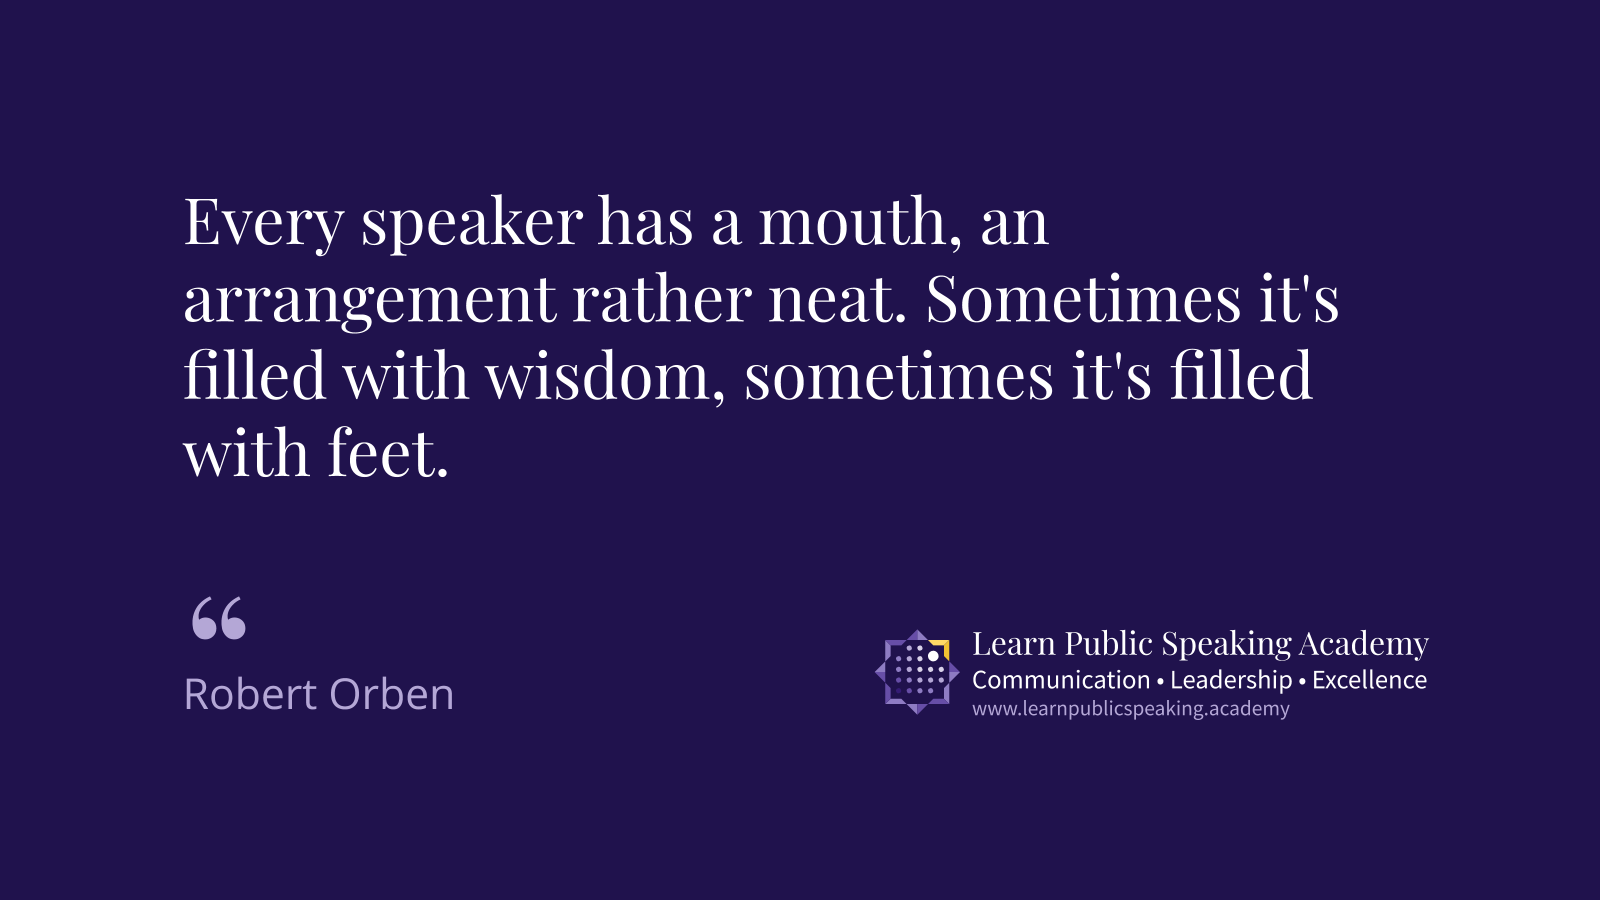 Every speaker has a mouth, an
arrangement rather neat. Sometimes it's
filled with wisdom, sometimes it's filled
with feet.
“
Robert Orben
Learn Public Speaking Academy
Communication • Leadership • Excellence
www.learnpublicspeaking.academy